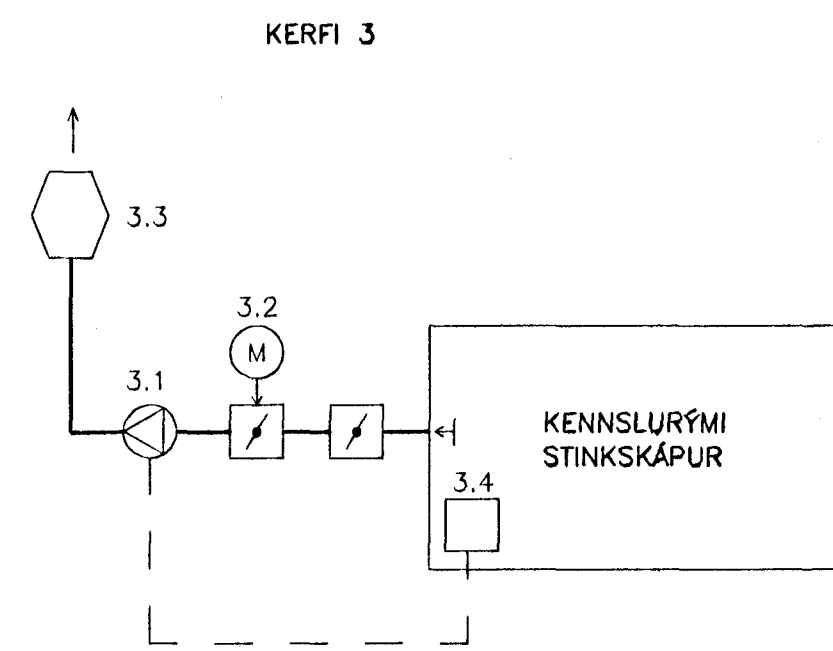 KERFI 3
3.3
3.2
M
3.1
KENNSLURÝMI
STINKSKÁPUR
3.4